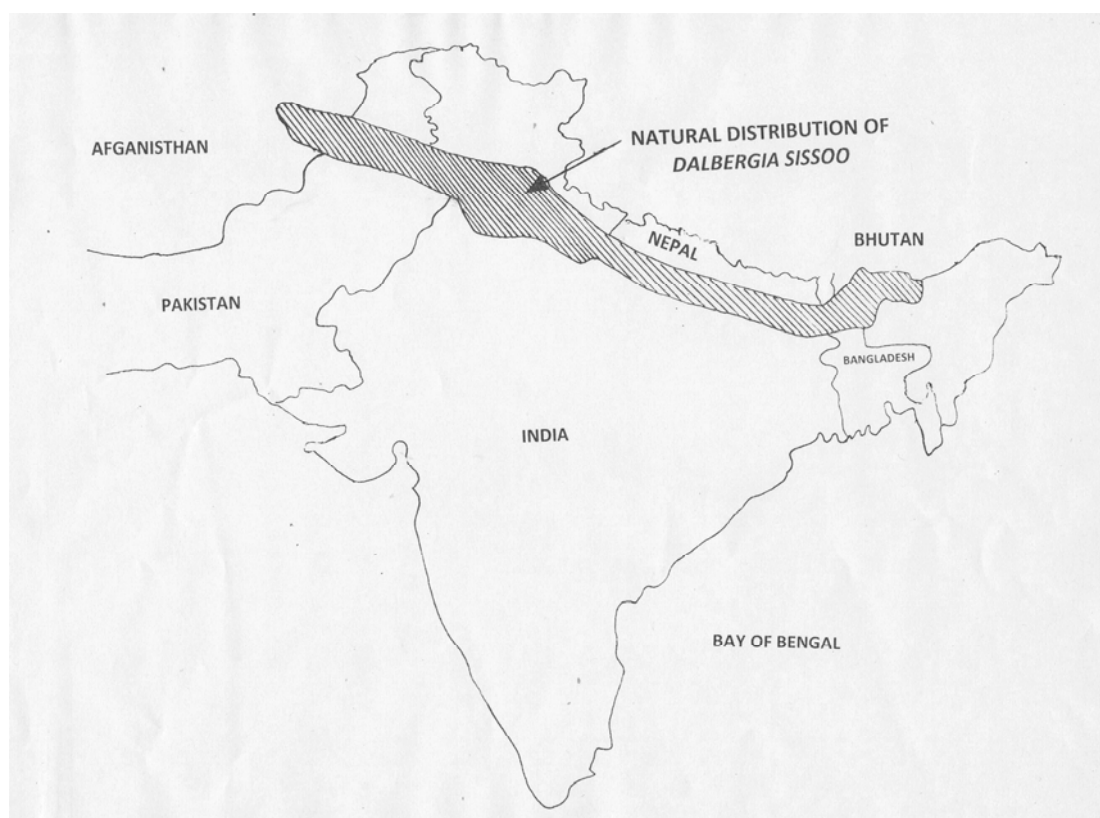 NATURAL DISTRIBUTION OF
DALBERGIA SISSOO
AFGANISTHAN
BHUTAN
NEPAL
PAKISTAN
BANGLADESH
INDIA
BAY OF BENGAL